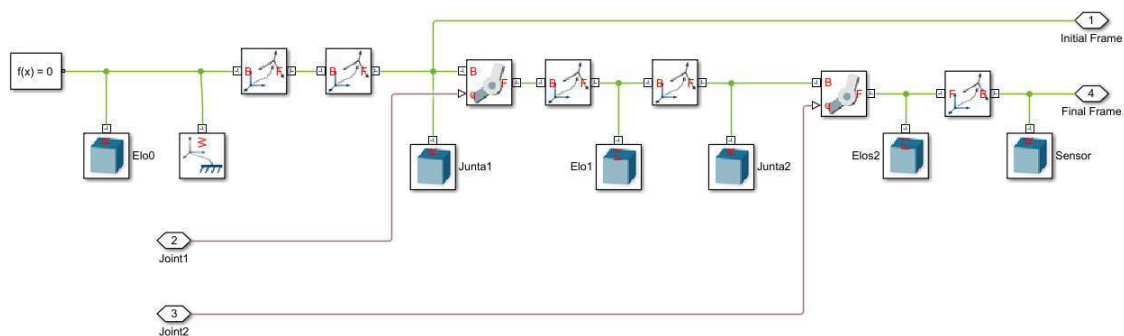 1
Initial Frame
f(x) = 0
B F
B F
B F q
B F
B F
B F q
F B
4
Final Frame
Elo0
W
Junta1
Elo1
Junta2
Elos2
Sensor
2
Joint1
3
Joint2